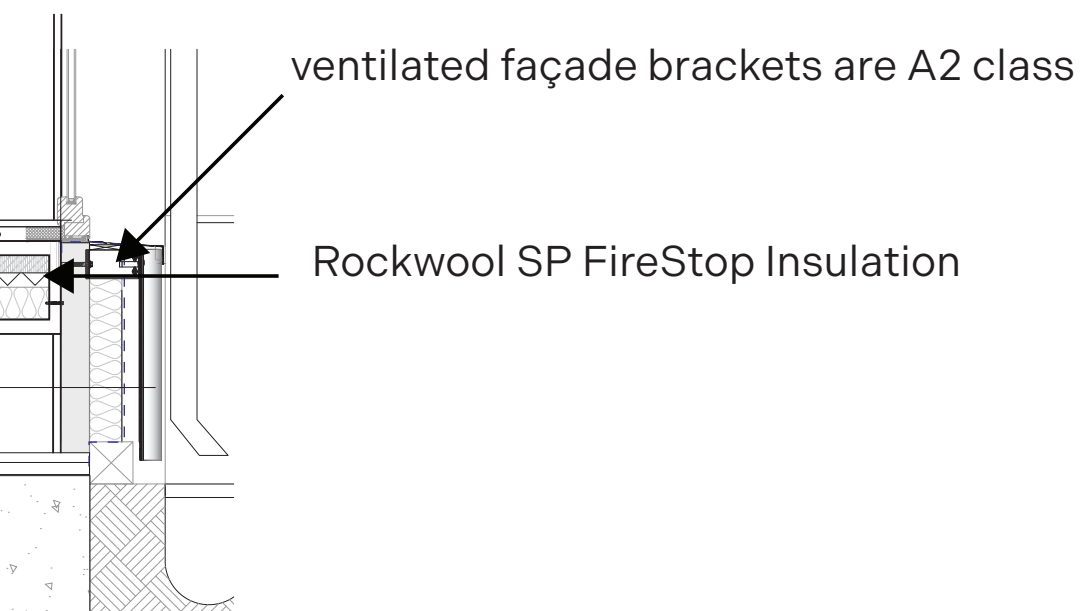 ventilated façade brackets are A2 class
Rockwool SP FireStop Insulation